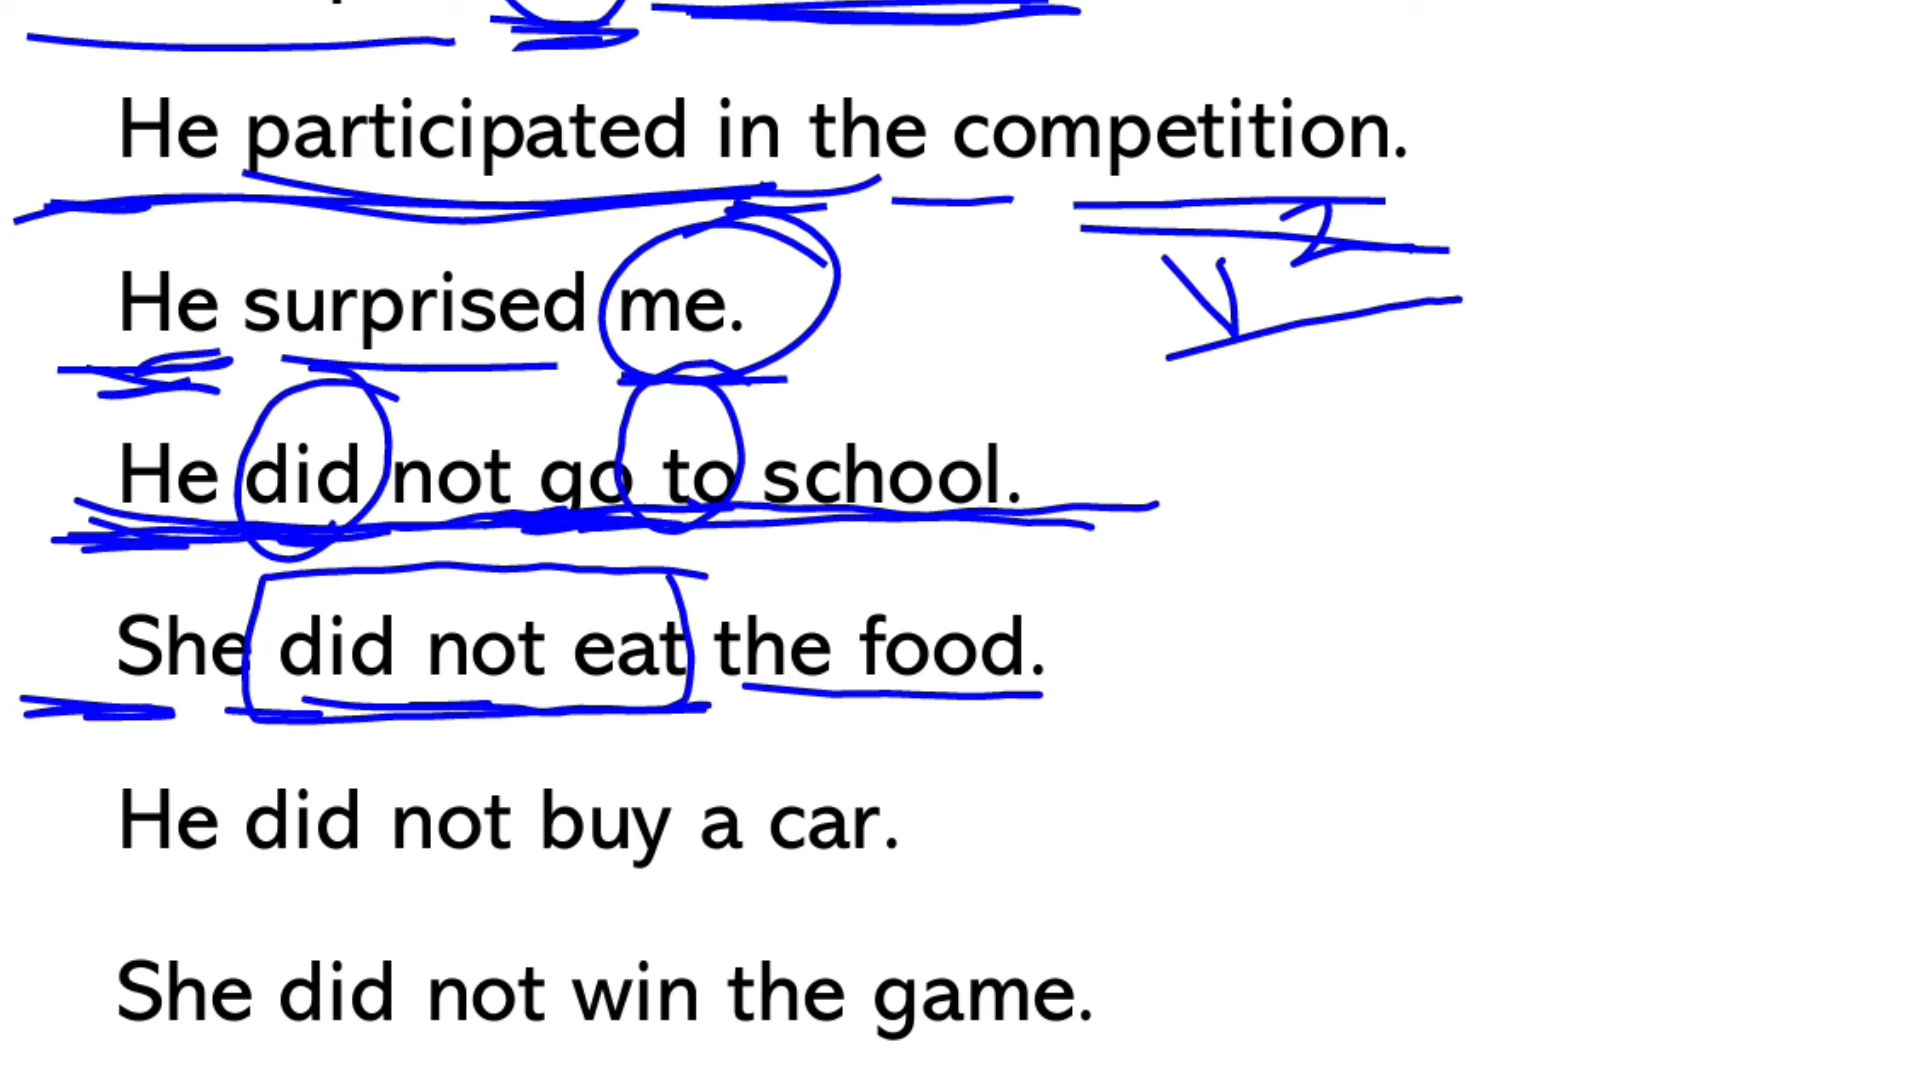 He participated in the competition.
He surprised me.
He did not go to school.
She did not eat the food.
He did not buy a car.
She did not win the game.